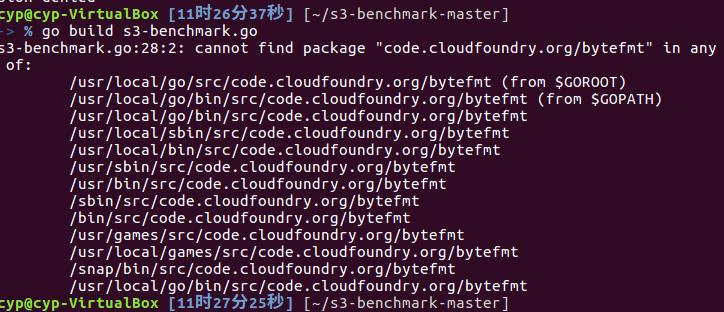 cyp@cyp-VirtualBox [11时26分37秒] [~/s3-benchmark-master]
-> % go build s3-benchmark.go
s3-benchmark.go:28:2: cannot find package "code.cloudfoundry.org/bytefmt" in any
of:
/usr/local/go/src/code.cloudfoundry.org/bytefmt (from $GOROOT)
/usr/local/go/bin/src/code.cloudfoundry.org/bytefmt (from $GOPATH)
/usr/local/go/bin/src/code.cloudfoundry.org/bytefmt
/usr/local/sbin/src/code.cloudfoundry.org/bytefmt
/usr/local/bin/src/code.cloudfoundry.org/bytefmt
/usr/sbin/src/code.cloudfoundry.org/bytefmt
/usr/bin/src/code.cloudfoundry.org/bytefmt
/sbin/src/code.cloudfoundry.org/bytefmt
/bin/src/code.cloudfoundry.org/bytefmt
/usr/games/src/code.cloudfoundry.org/bytefmt
/usr/local/games/src/code.cloudfoundry.org/bytefmt
/snap/bin/src/code.cloudfoundry.org/bytefmt
/usr/local/go/bin/src/code.cloudfoundry.org/bytefmt
cyp@cyp-VirtualBox [11时27分25秒] [~/s3-benchmark-master]